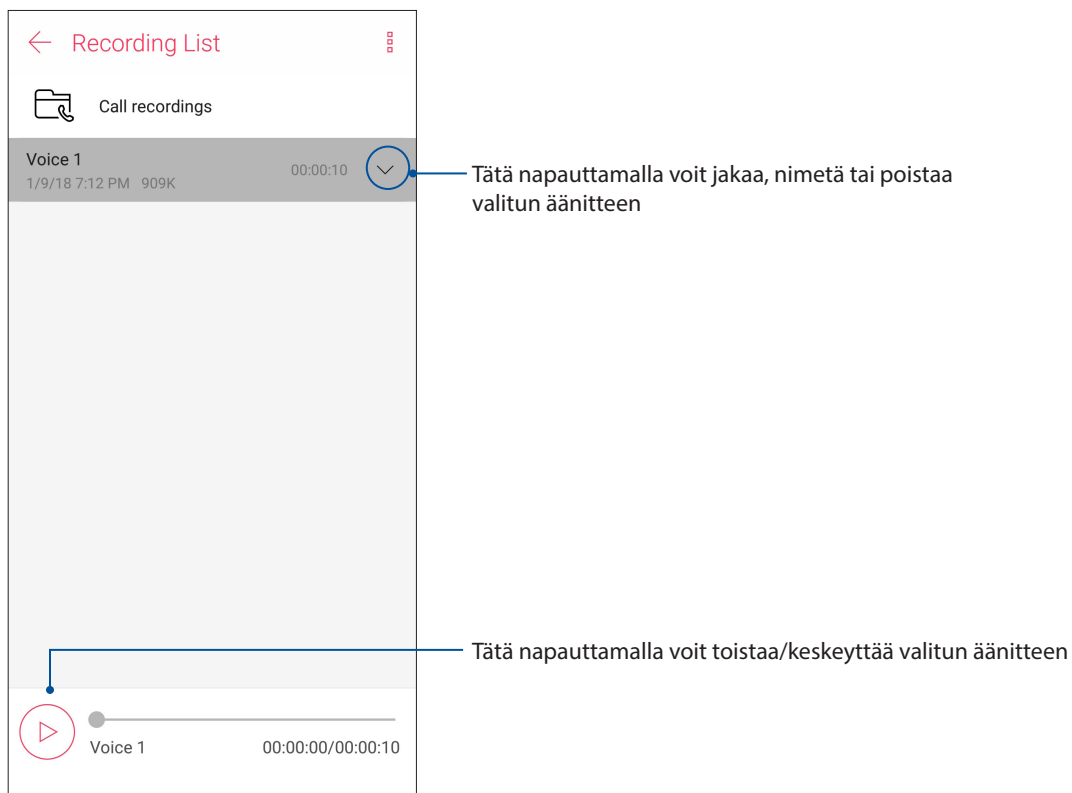 Recording List
Call recordings
Voice 1
00:00:10
1/9/18 7:12 PM 909K
Tätä napauttamalla voit jakaa, nimetä tai poistaa
valitun äänitteen
Tätä napauttamalla voit toistaa/keskeyttää valitun äänitteen
Voice 1 00:00:00/00:00:10